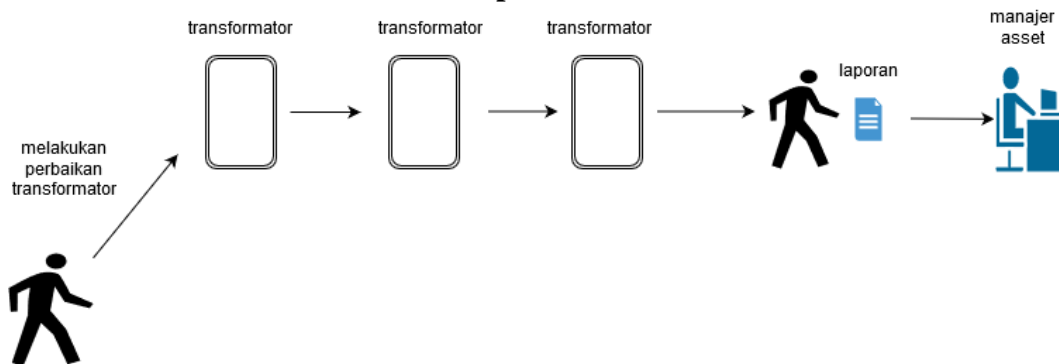 transformator
transformator
transformator
manajer
asset
laporan
melakukan
perbaikan
transformator